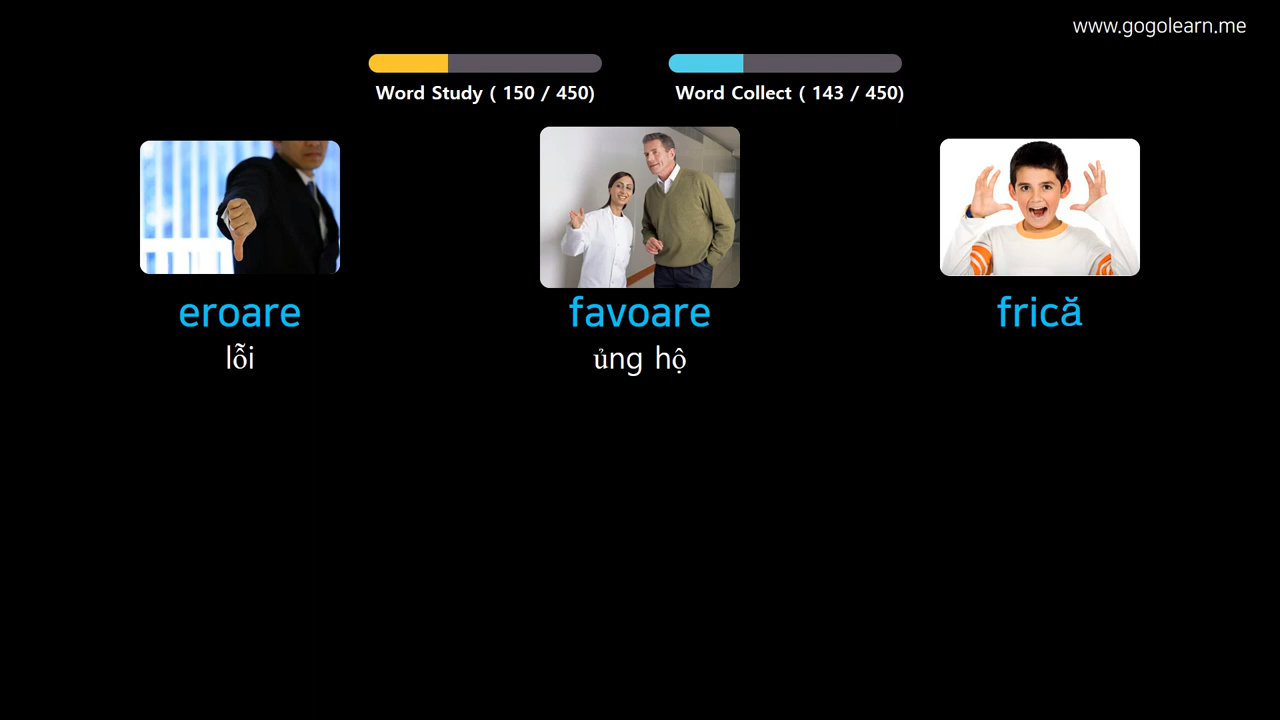 www.gogolearn.me
Word Study ( 150 / 450)
Word Collect ( 143 / 450)
eroare
favoare
frică
lỗi
ủng hộ